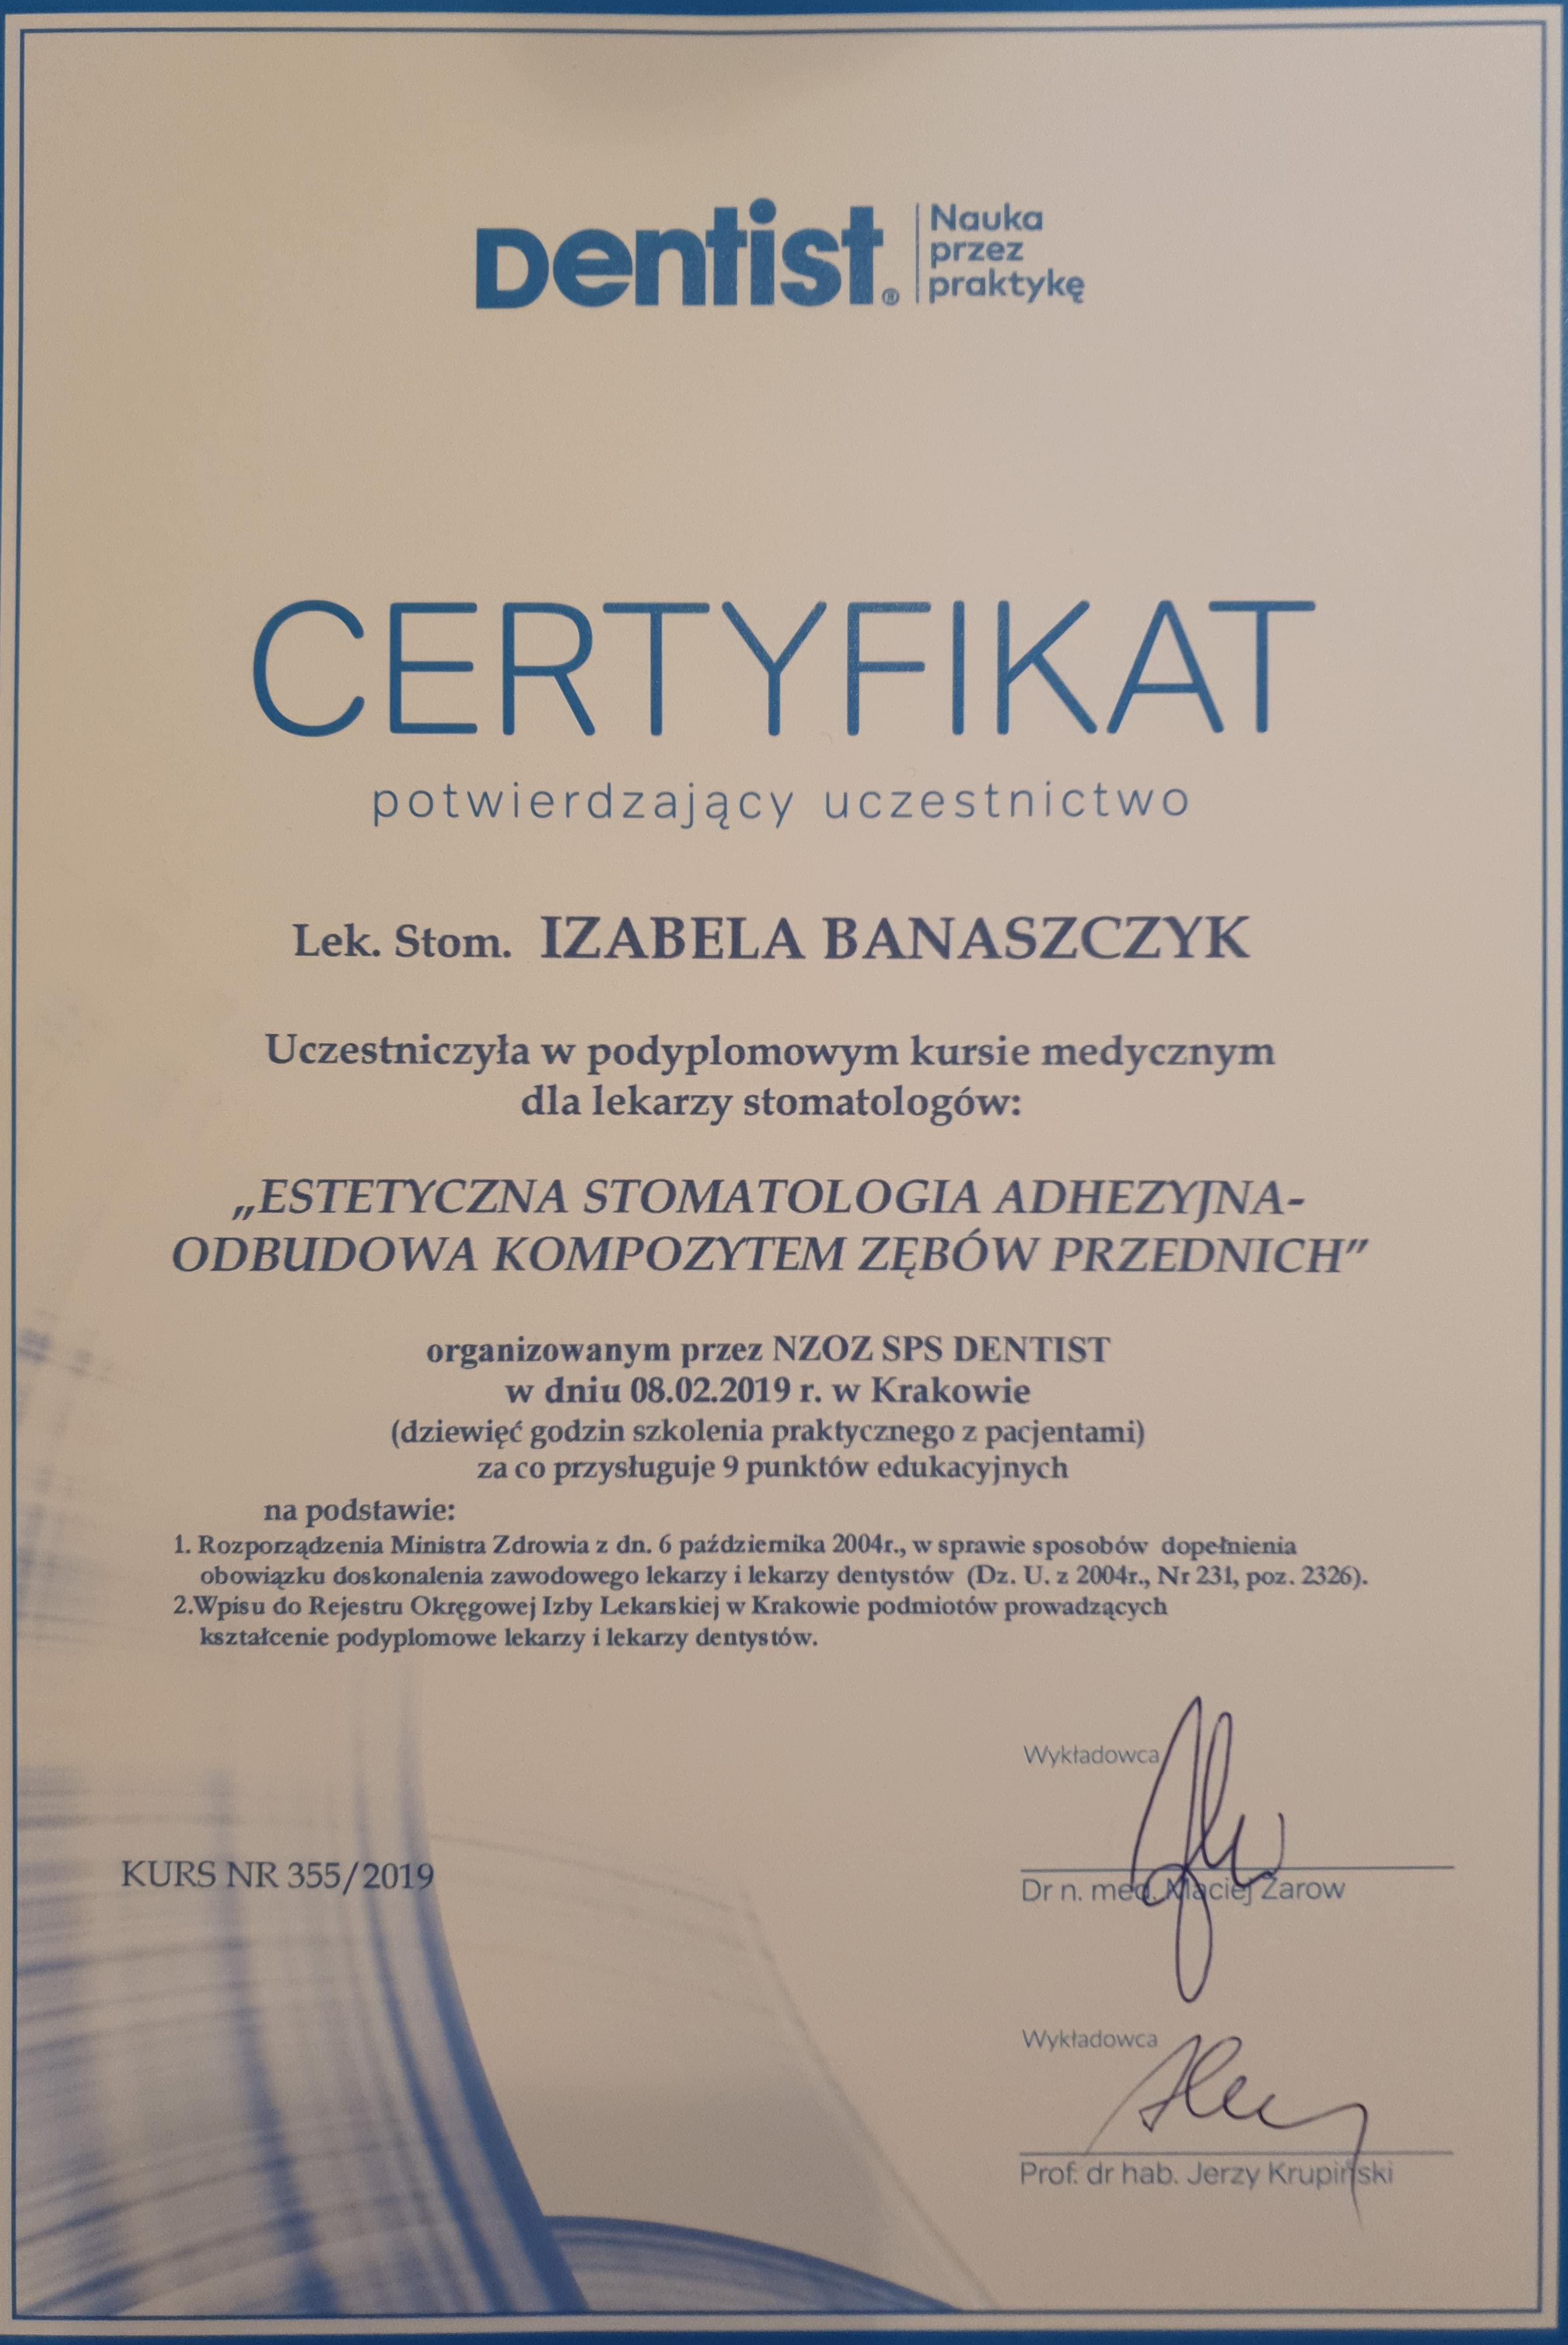 Dentist® Nauka
przez
praktykę
CERTYFIKAT
potwierdzający uczestnictwo
Lek. Stom. IZABELA BANASZCZYK
Uczestniczyła w podyplomowym kursie medycznym
dla lekarzy stomatologów:
„ESTETYCZNA STOMATOLOGIA ADHEZYJNA-
ODBUDOWA KOMPOZYTEM ZĘBÓW PRZEDNICH”
organizowanym przez NZOZ SPS DENTIST
w dniu 08.02.2019 r. w Krakowie
(dziewięć godzin szkolenia praktycznego z pacjentami)
za co przysługuje 9 punktów edukacyjnych
na podstawie:
1. Rozporządzenia Ministra Zdrowia z dn. 6 października 2004r., w sprawie sposobów dopełnienia
obowiązku doskonalenia zawodowego lekarzy i lekarzy dentystów (Dz. U. z 2004r., Nr 231, poz. 2326).
2.Wpisu do Rejestru Okręgowej Izby Lekarskiej w Krakowie podmiotów prowadzących
kształcenie podyplomowe lekarzy i lekarzy dentystów.
Wykładowca
KURS NR 355/2019
Dr n. med. Maciej Żarow
Wykładowca
Prof. dr hab. Jerzy Krupiński